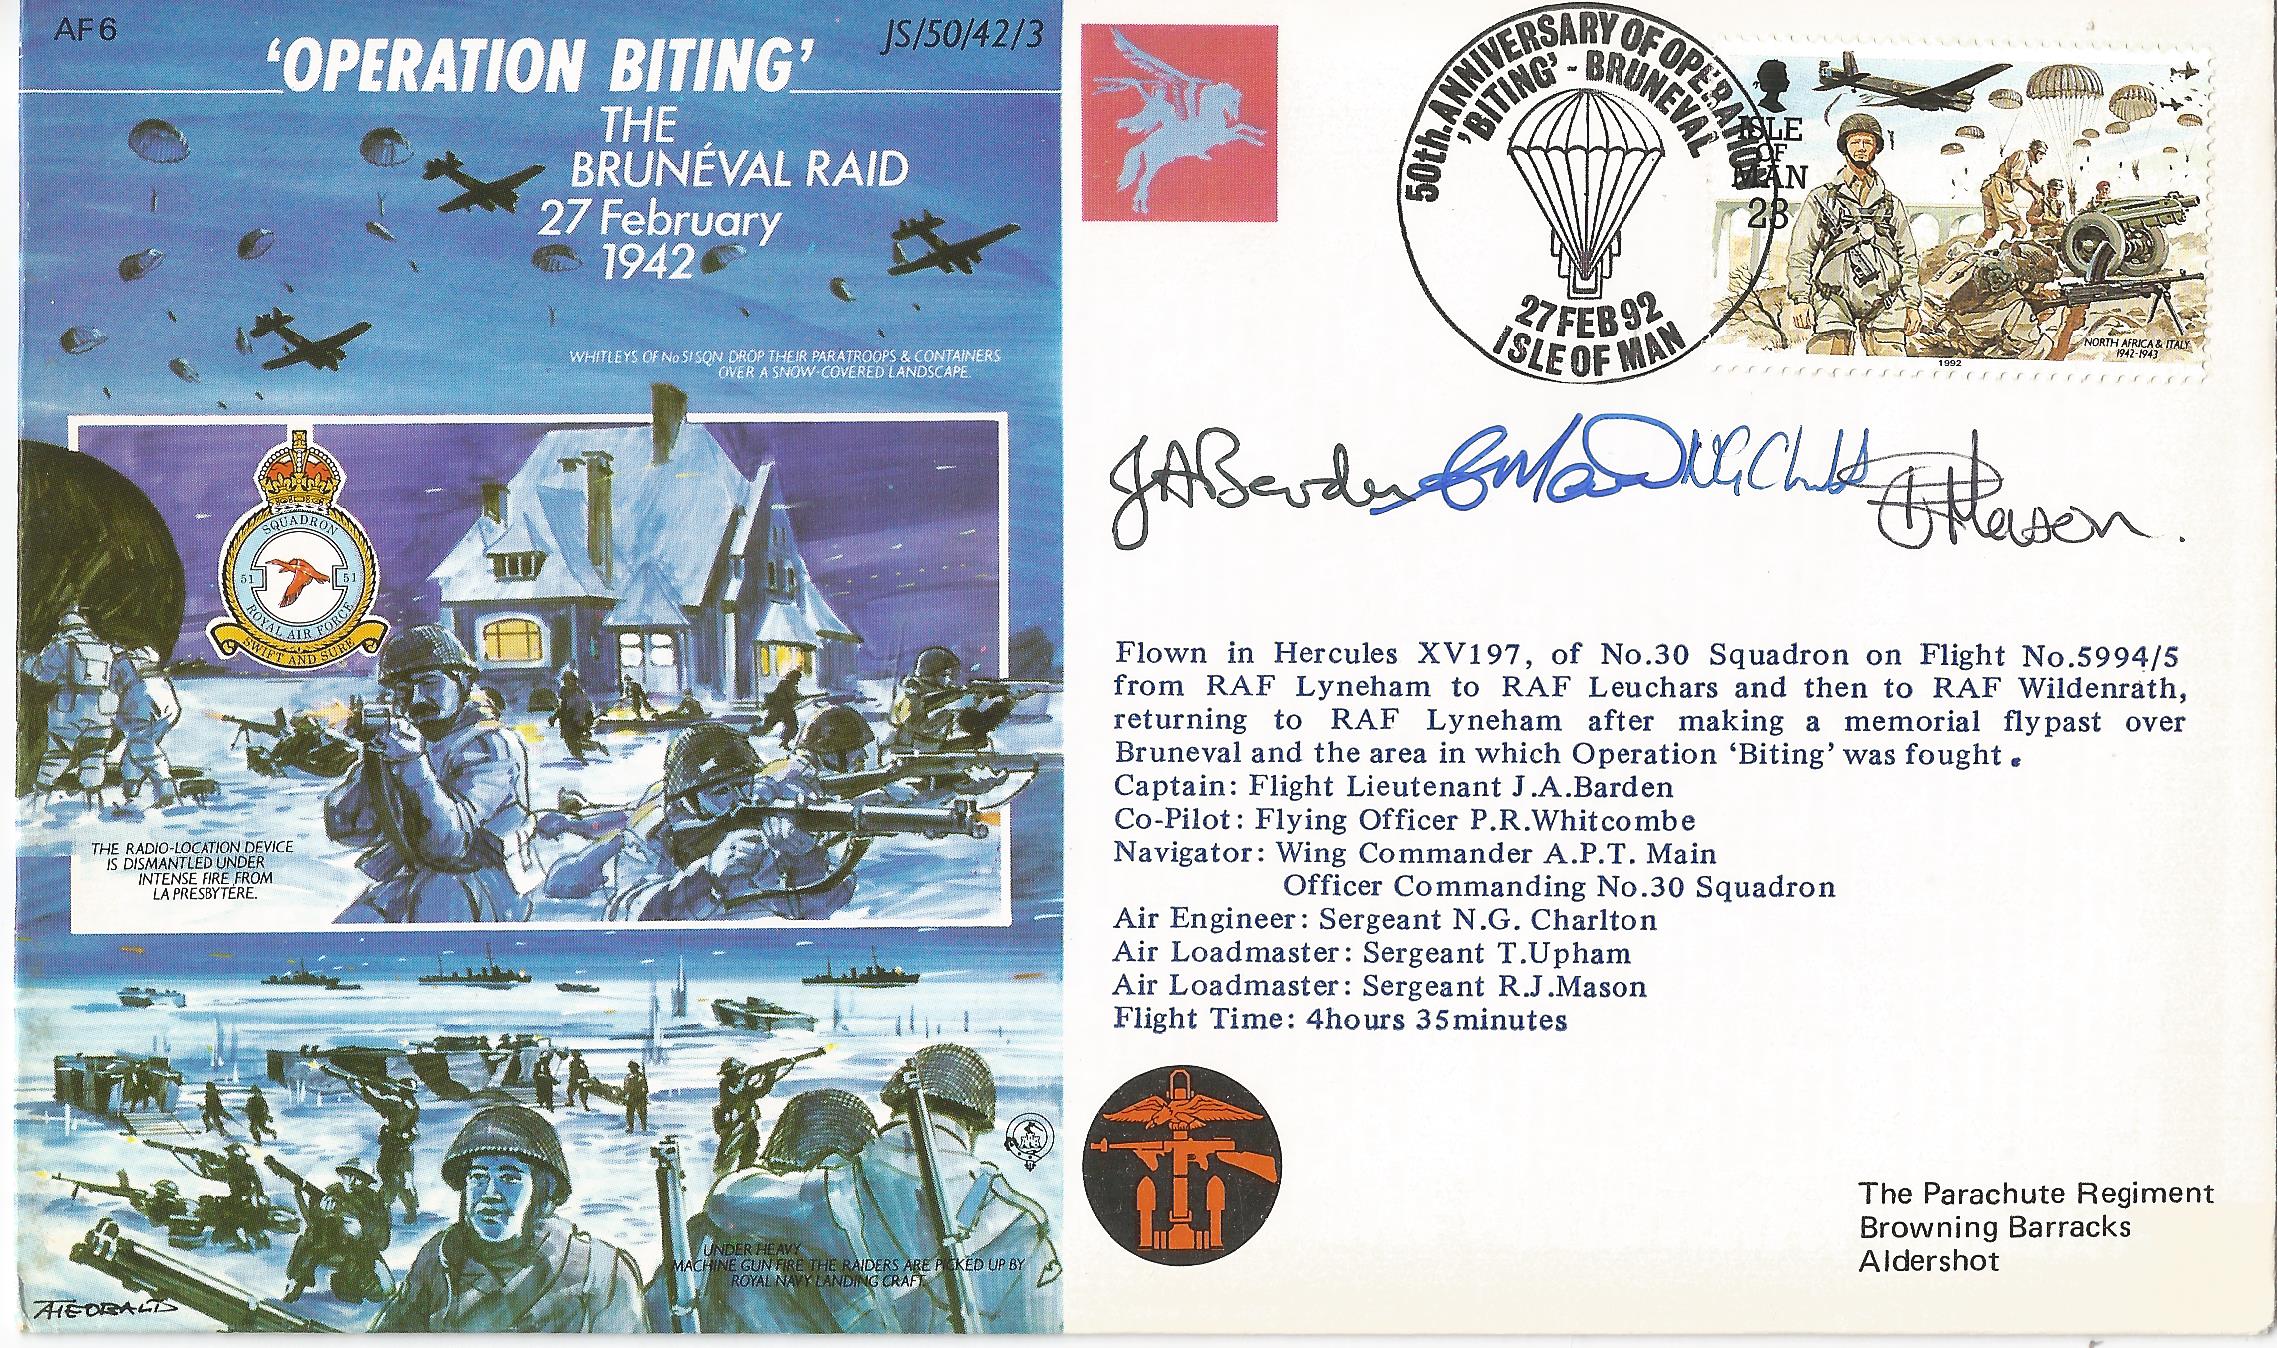 AF6
JS/50/42/3
'OPERATION BITING'
THE
BRUNÉVAL RAID
27 February
1942
WHITLEYS OF No 51 SQN DROP THEIR PARATROOPS & CONTAINERS
OVER A SNOW-COVERED LANDSCAPE.
SQUADRON
51 51
ROYAL AIR FORCE
SWIFT AND SURE
THE RADIO-LOCATION DEVICE
IS DISMANTLED UNDER
INTENSE FIRE FROM
LA PRESBYTÉRE.
UNDER HEAVY
MACHINE GUN FIRE THE RAIDERS ARE PICKED UP BY
ROYAL NAVY LANDING CRAFT.
50th. ANNIVERSARY OF OPERATION
'BITING' - BRUNEVAL
27 FEB 92
ISLE OF MAN
ISLE
OF
MAN
23
NORTH AFRICA & ITALY
1942-1943
1992
J A Barden
Flown in Hercules XV197, of No.30 Squadron on Flight No.5994/5
from RAF Lyneham to RAF Leuchars and then to RAF Wildenrath,
returning to RAF Lyneham after making a memorial flypast over
Bruneval and the area in which Operation 'Biting' was fought.
Captain: Flight Lieutenant J.A.Barden
Co-Pilot: Flying Officer P.R.Whitcombe
Navigator: Wing Commander A.P.T. Main
Officer Commanding No.30 Squadron
Air Engineer: Sergeant N.G. Charlton
Air Loadmaster: Sergeant T.Upham
Air Loadmaster: Sergeant R.J.Mason
Flight Time: 4hours 35minutes
The Parachute Regiment
Browning Barracks
Aldershot